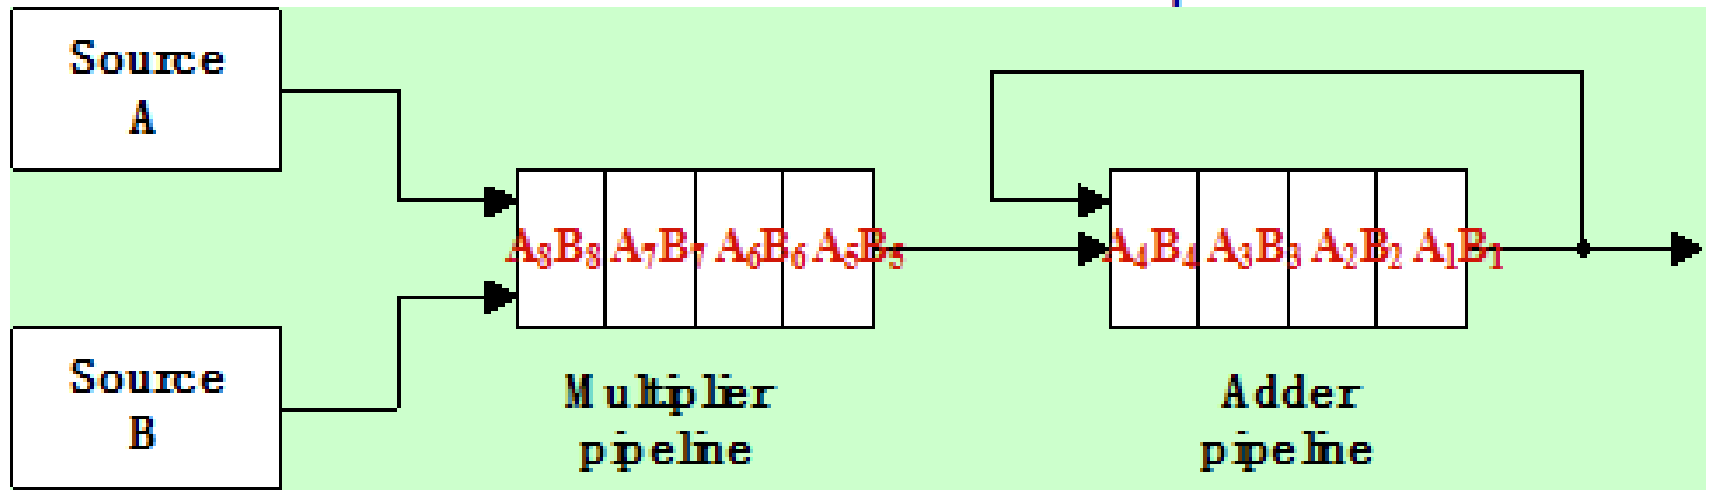 Source
A
A₈B₈ A₇B₇ A₆B₆ A₅B₅
A₄B₄ A₃B₃ A₂B₂ A₁B₁
Source
B
Multiplier
pipeline
Adder
pipeline